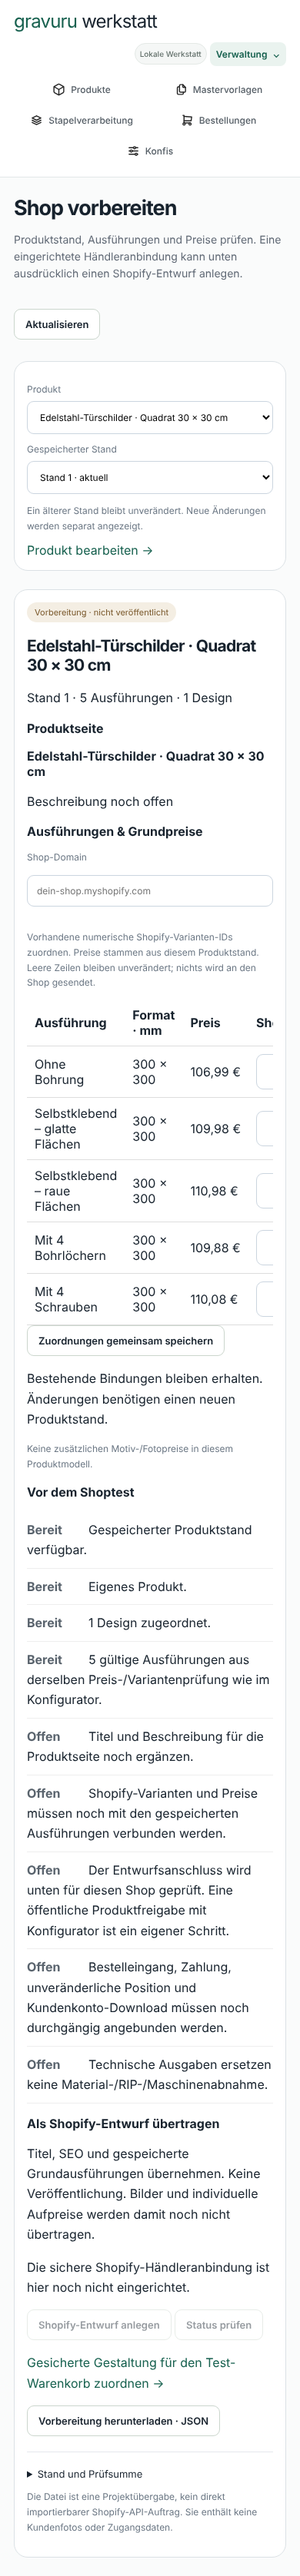 gravuru werkstatt
Lokale Werkstatt
Verwaltung
Produkte
Mastervorlagen
Stapelverarbeitung
Bestellungen
Konfis
Shop vorbereiten
Produktstand, Ausführungen und Preise prüfen. Eine
eingerichtete Händleranbindung kann unten
ausdrücklich einen Shopify-Entwurf anlegen.
Aktualisieren
Produkt
Edelstahl-Türschilder · Quadrat 30 × 30 cm
Gespeicherter Stand
Stand 1 · aktuell
Ein älterer Stand bleibt unverändert. Neue Änderungen
werden separat angezeigt.
Produkt bearbeiten →
Vorbereitung · nicht veröffentlicht
Edelstahl-Türschilder · Quadrat
30 × 30 cm
Stand 1 · 5 Ausführungen · 1 Design
Produktseite
Edelstahl-Türschilder · Quadrat 30 × 30
cm
Beschreibung noch offen
Ausführungen & Grundpreise
Shop-Domain
dein-shop.myshopify.com
Vorhandene numerische Shopify-Varianten-IDs
zuordnen. Preise stammen aus diesem Produktstand.
Leere Zeilen bleiben unverändert; nichts wird an den
Shop gesendet.
Ausführung Format · mm Preis Sho
Ohne Bohrung 300 × 300 106,99 €
Selbstklebend – glatte Flächen 300 × 300 109,98 €
Selbstklebend – raue Flächen 300 × 300 110,98 €
Mit 4 Bohrlöchern 300 × 300 109,88 €
Mit 4 Schrauben 300 × 300 110,08 €
Zuordnungen gemeinsam speichern
Bestehende Bindungen bleiben erhalten.
Änderungen benötigen einen neuen
Produktstand.
Keine zusätzlichen Motiv-/Fotopreise in diesem
Produktmodell.
Vor dem Shoptest
Bereit Gespeicherter Produktstand
verfügbar.
Bereit Eigenes Produkt.
Bereit 1 Design zugeordnet.
Bereit 5 gültige Ausführungen aus
derselben Preis-/Variantenprüfung wie im
Konfigurator.
Offen Titel und Beschreibung für die
Produktseite noch ergänzen.
Offen Shopify-Varianten und Preise
müssen noch mit den gespeicherten
Ausführungen verbunden werden.
Offen Der Entwurfsanschluss wird
unten für diesen Shop geprüft. Eine
öffentliche Produktfreigabe mit
Konfigurator ist ein eigener Schritt.
Offen Bestelleingang, Zahlung,
unveränderliche Position und
Kundenkonto-Download müssen noch
durchgängig angebunden werden.
Offen Technische Ausgaben ersetzen
keine Material-/RIP-/Maschinenabnahme.
Als Shopify-Entwurf übertragen
Titel, SEO und gespeicherte
Grundausführungen übernehmen. Keine
Veröffentlichung. Bilder und individuelle
Aufpreise werden damit noch nicht
übertragen.
Die sichere Shopify-Händleranbindung ist
hier noch nicht eingerichtet.
Shopify-Entwurf anlegen
Status prüfen
Gesicherte Gestaltung für den Test-
Warenkorb zuordnen →
Vorbereitung herunterladen · JSON
Stand und Prüfsumme
Die Datei ist eine Projektübergabe, kein direkt
importierbarer Shopify-API-Auftrag. Sie enthält keine
Kundenfotos oder Zugangsdaten.